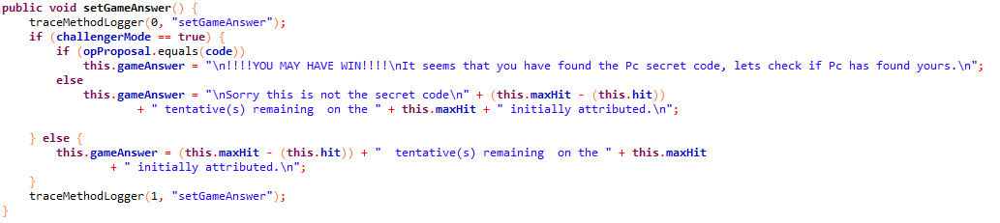 public void setGameAnswer() {
    traceMethodLogger(0, "setGameAnswer");
    if (challengerMode == true) {
        if (opProposal.equals(code))
            this.gameAnswer = "\n!!!!YOU MAY HAVE WIN!!!!\nIt seems that you have found the Pc secret code, lets check if Pc has found yours.\n";
        else
            this.gameAnswer = "\nSorry this is not the secret code\n" + (this.maxHit - (this.hit))
                    + " tentative(s) remaining  on the " + this.maxHit + " initially attributed.\n";

    } else {
        this.gameAnswer = (this.maxHit - (this.hit)) + "  tentative(s) remaining  on the " + this.maxHit
                + " initially attributed.\n";
    }
    traceMethodLogger(1, "setGameAnswer");
}